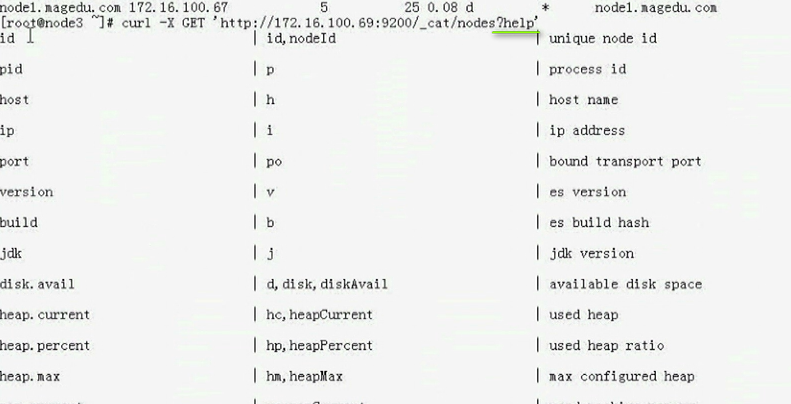 node1.magedu.com 172.16.100.67 5 25 0.08 d * node1.magedu.com
[root@node3 ~]# curl -X GET 'http://172.16.100.69:9200/_cat/nodes?help'
id | id,nodeId | unique node id
pid | p | process id
host | h | host name
ip | i | ip address
port | po | bound transport port
version | v | es version
build | b | es build hash
jdk | j | jdk version
disk.avail | d,disk,diskAvail | available disk space
heap.current | hc,heapCurrent | used heap
heap.percent | hp,heapPercent | used heap ratio
heap.max | hm,heapMax | max configured heap